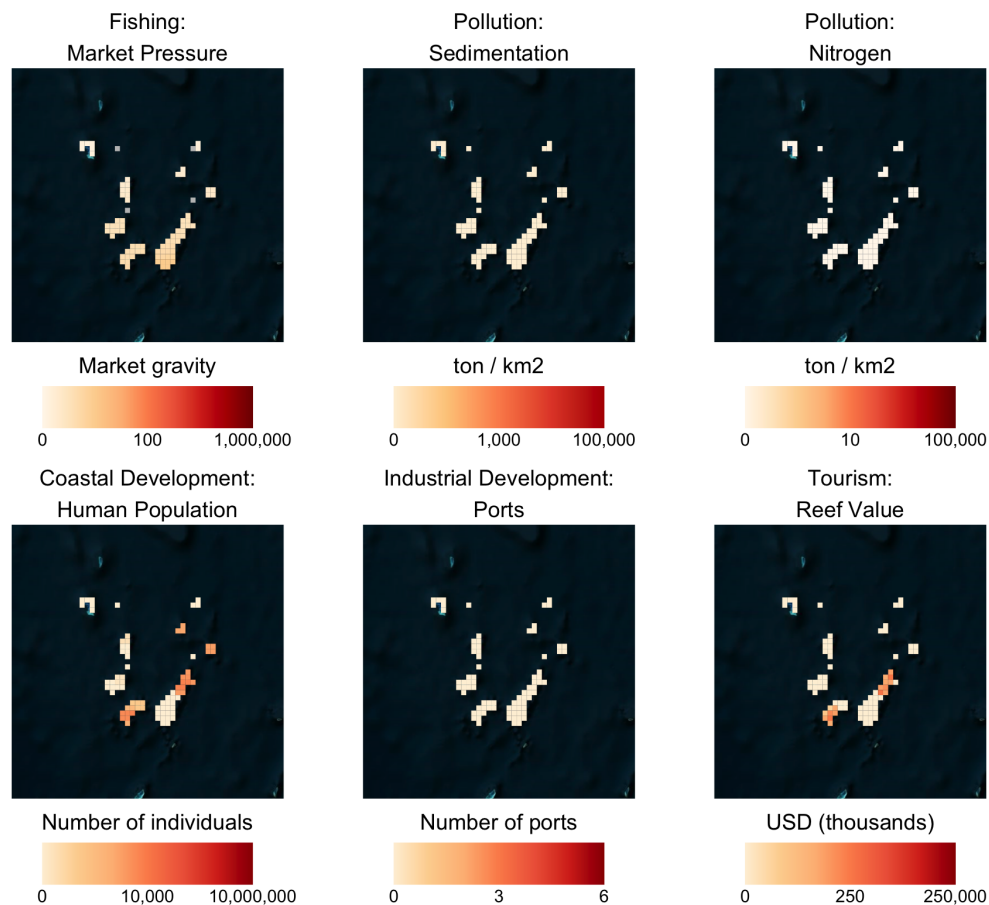 Fishing:
Market Pressure
Pollution:
Sedimentation
Pollution:
Nitrogen
Market gravity
0 100 1,000,000
ton / km2
0 1,000 100,000
ton / km2
0 10 100,000
Coastal Development:
Human Population
Industrial Development:
Ports
Tourism:
Reef Value
Number of individuals
0 10,000 10,000,000
Number of ports
0 3 6
USD (thousands)
0 250 250,000